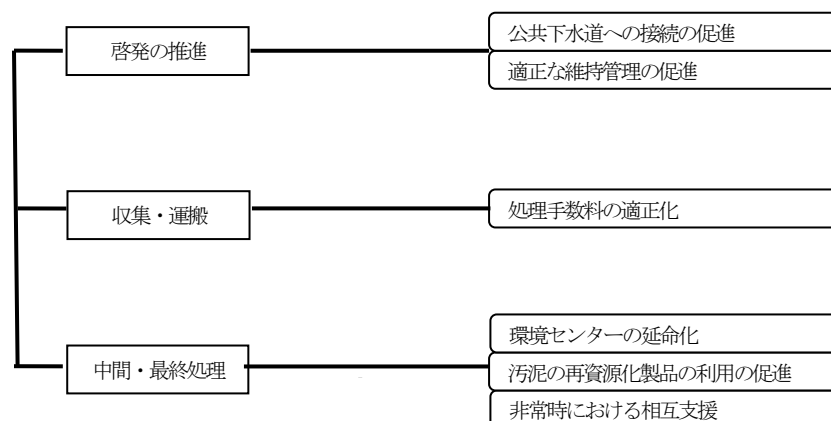 啓発の推進
公共下水道への接続の促進
適正な維持管理の促進
収集・運搬
処理手数料の適正化
中間・最終処理
環境センターの延命化
汚泥の再資源化製品の利用の促進
非常時における相互支援